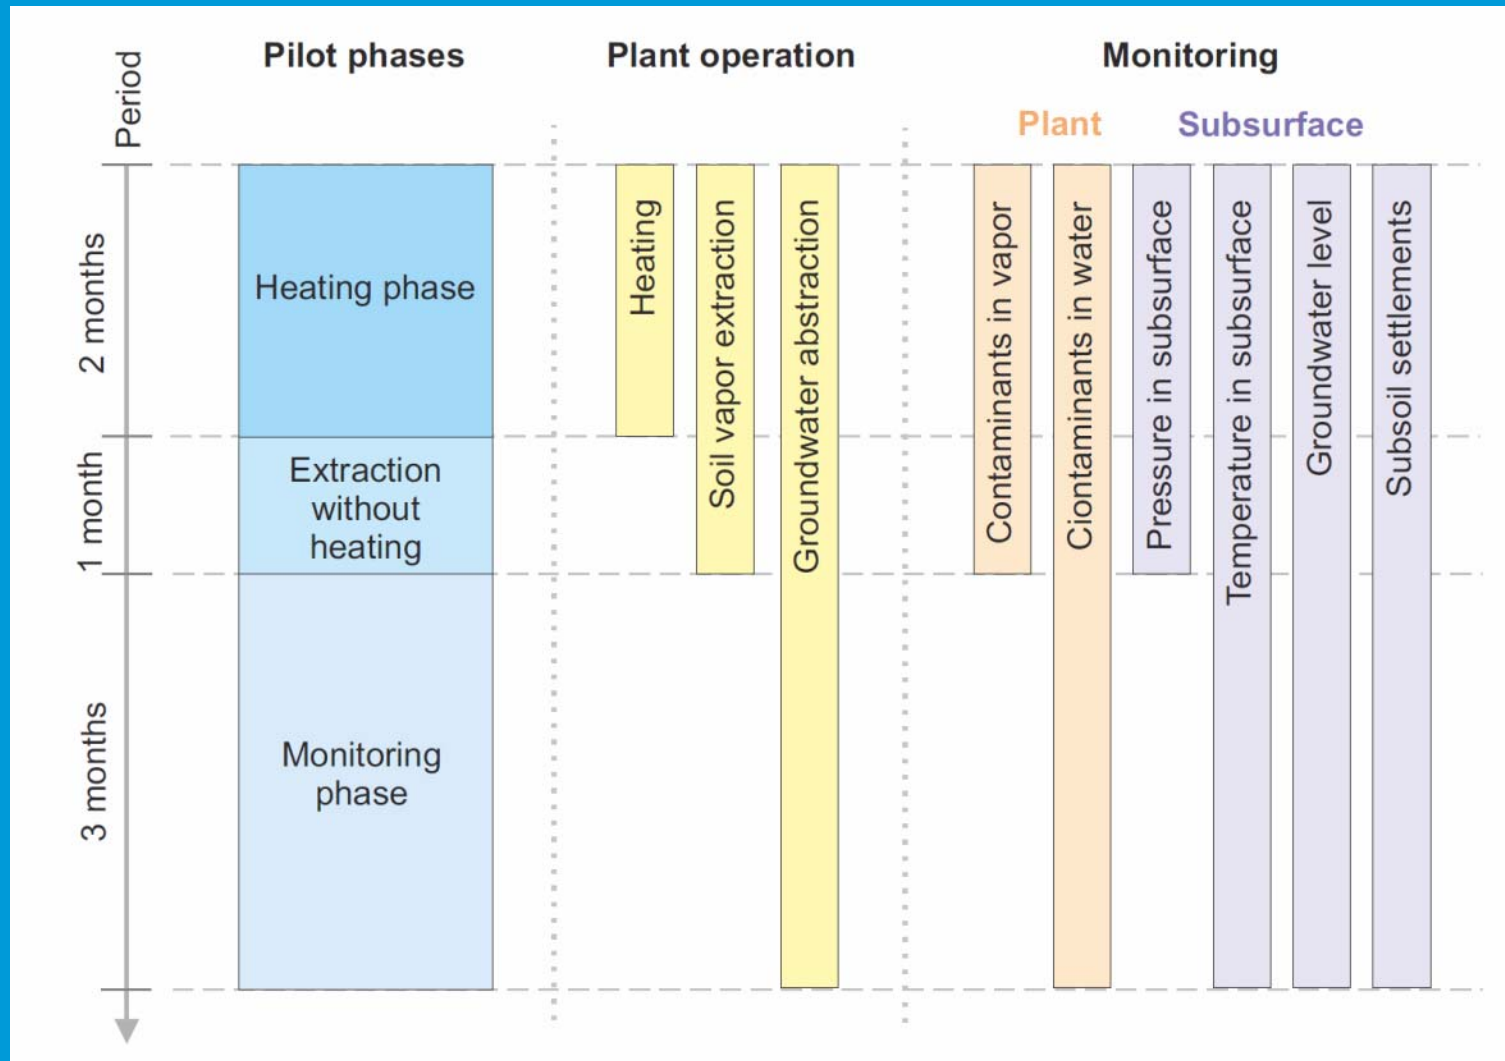 Pilot phases
Plant operation
Monitoring
Plant
Subsurface
Period
2 months
1 month
3 months
Heating phase
Extraction
without
heating
Monitoring
phase
Heating
Soil vapor extraction
Groundwater abstraction
Contaminants in vapor
Ciontaminants in water
Pressure in subsurface
Temperature in subsurface
Groundwater level
Subsoil settlements